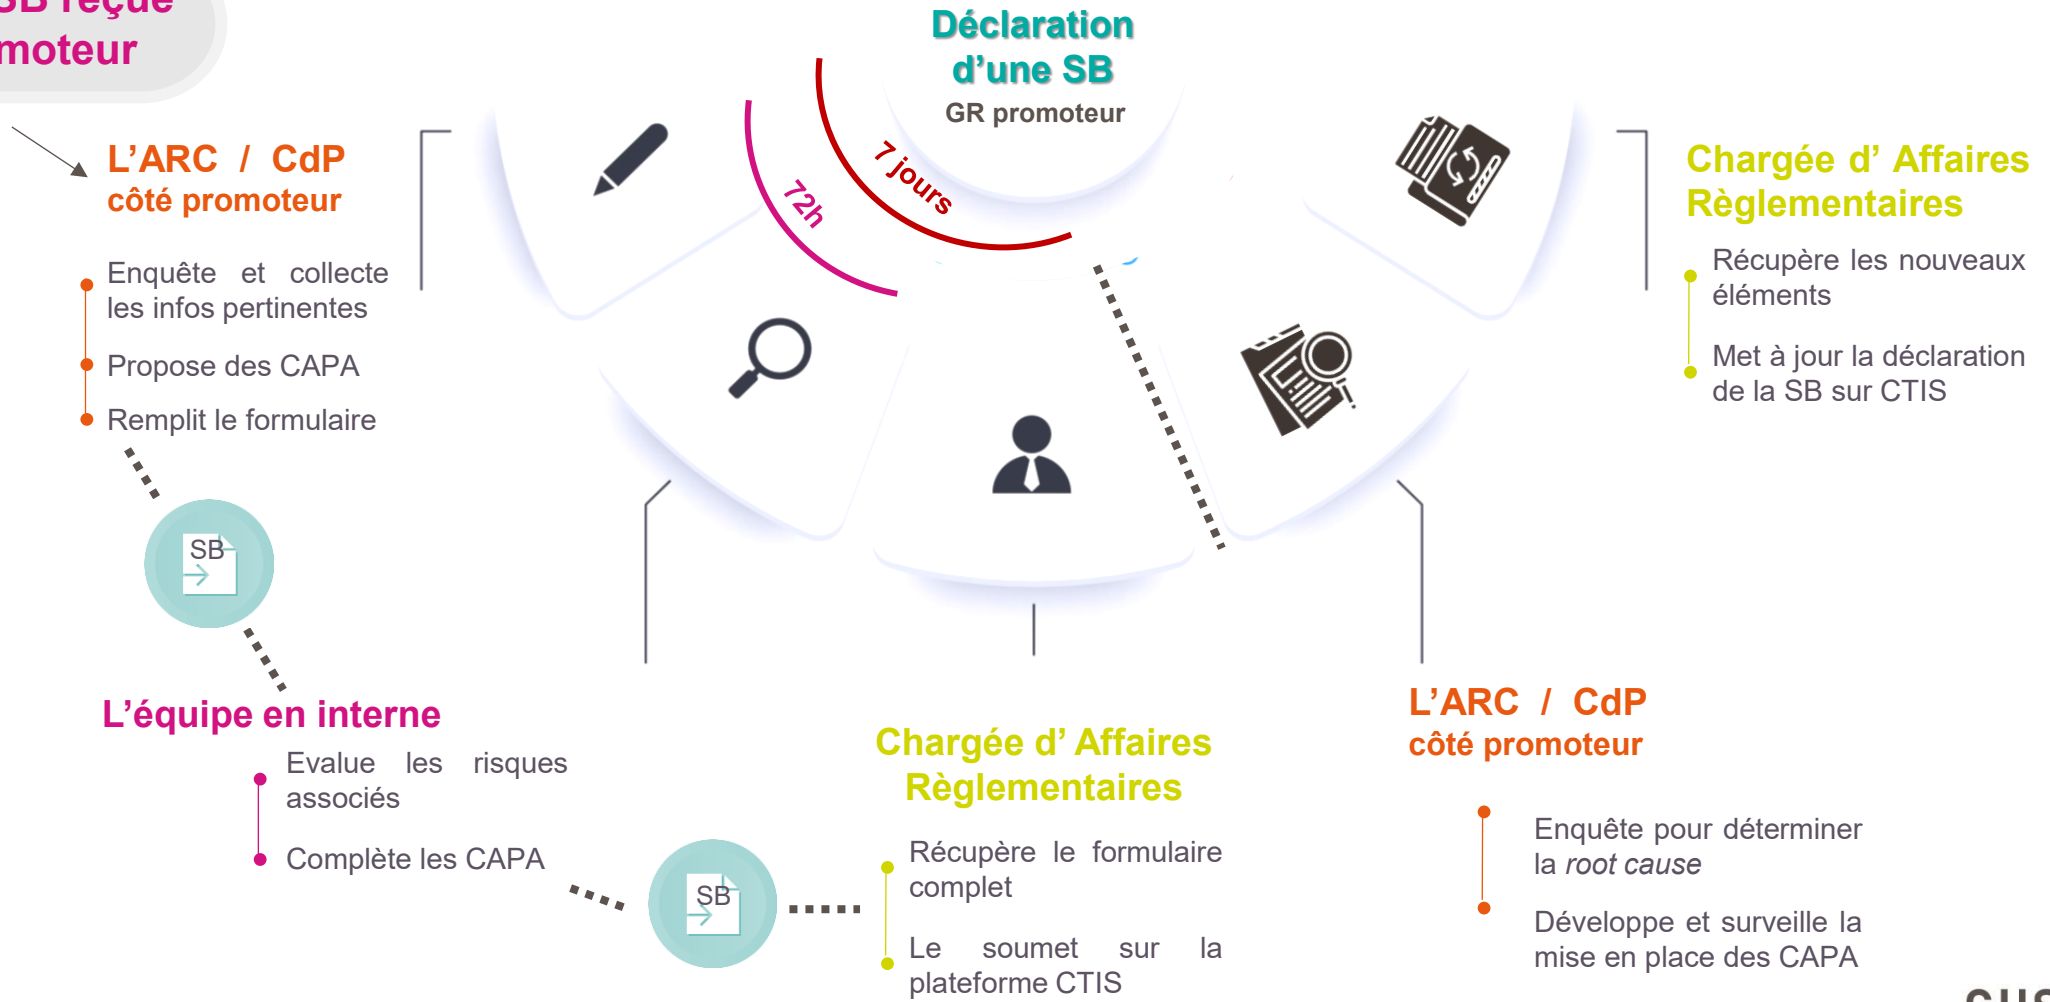 SB reçue
moteur
Déclaration
d’une SB
GR promoteur
7 jours
72h
L’ARC / CdP
côté promoteur
Enquête et collecte
les infos pertinentes
Propose des CAPA
Remplit le formulaire
SB
L’équipe en interne
Evalue les risques
associés
Complète les CAPA
SB
Chargée d’ Affaires
Règlementaires
Récupère le formulaire
complet
Le soumet sur la
plateforme CTIS
L’ARC / CdP
côté promoteur
Enquête pour déterminer
la root cause
Développe et surveille la
mise en place des CAPA
Chargée d’ Affaires
Règlementaires
Récupère les nouveaux
éléments
Met à jour la déclaration
de la SB sur CTIS